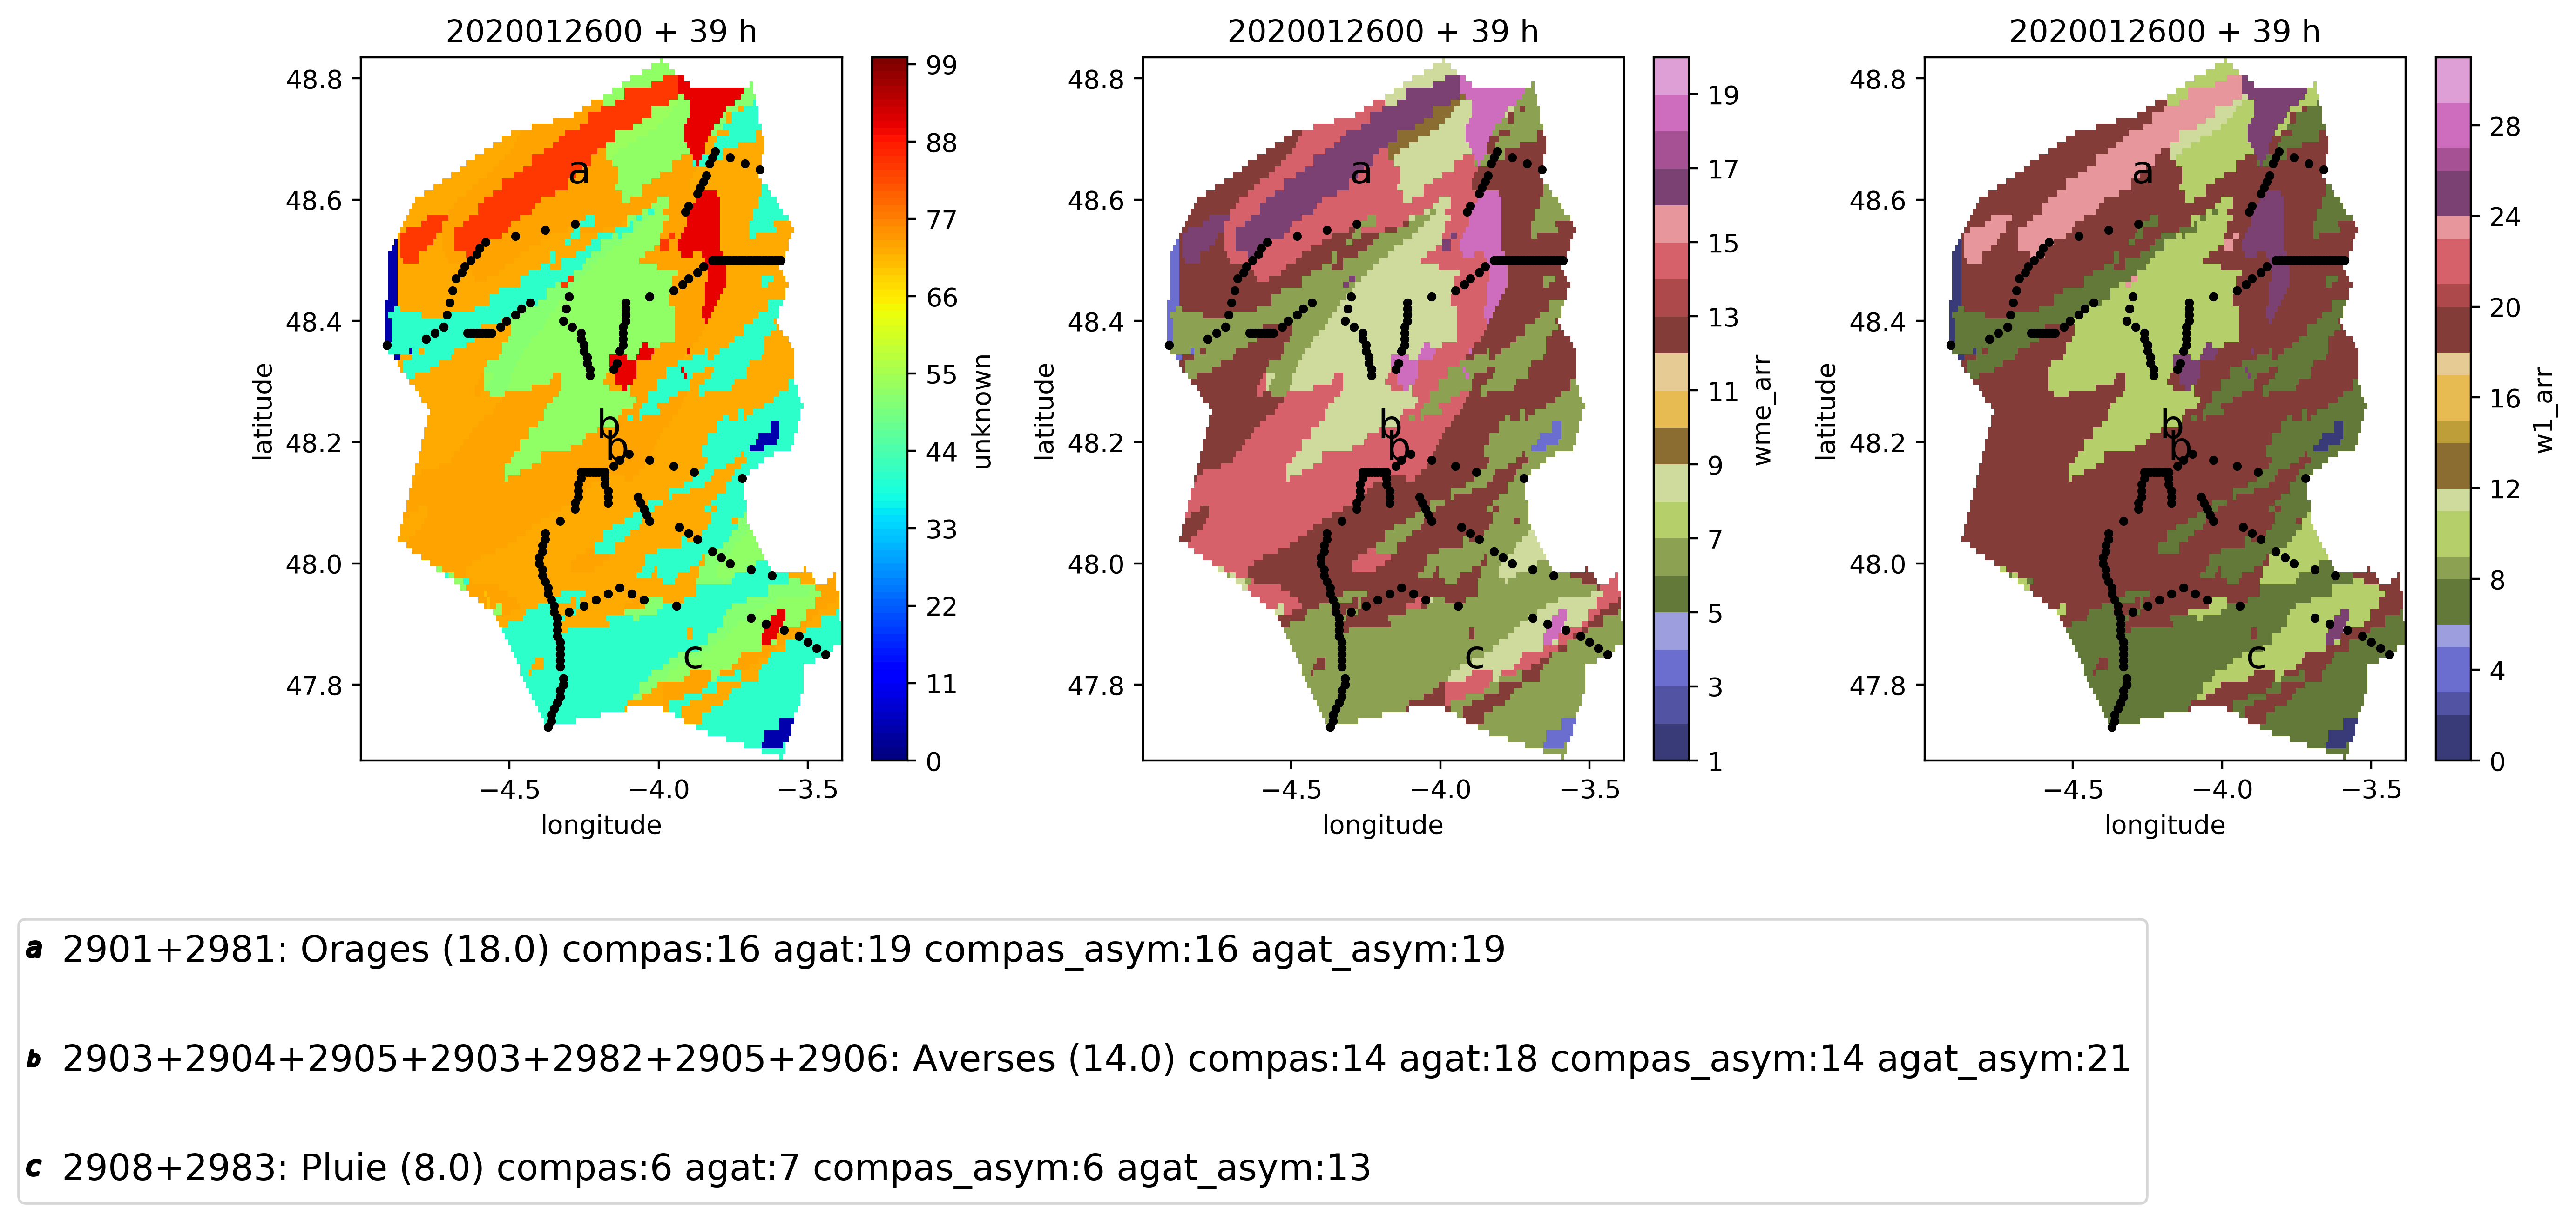 2020012600 + 39 h
48.8
48.6
48.4
48.2
48.0
47.8
latitude
−4.5 −4.0 −3.5
longitude
a
b
b
c
99
88
77
66
55
44
33
22
11
0
unknown
2020012600 + 39 h
48.8
48.6
48.4
48.2
48.0
47.8
latitude
−4.5 −4.0 −3.5
longitude
a
b
b
c
19
17
15
13
11
9
7
5
3
1
wme_arr
2020012600 + 39 h
48.8
48.6
48.4
48.2
48.0
47.8
latitude
−4.5 −4.0 −3.5
longitude
a
b
b
c
28
24
20
16
12
8
4
0
w1_arr
a 2901+2981: Orages (18.0) compas:16 agat:19 compas_asym:16 agat_asym:19
b 2903+2904+2905+2903+2982+2905+2906: Averses (14.0) compas:14 agat:18 compas_asym:14 agat_asym:21
c 2908+2983: Pluie (8.0) compas:6 agat:7 compas_asym:6 agat_asym:13